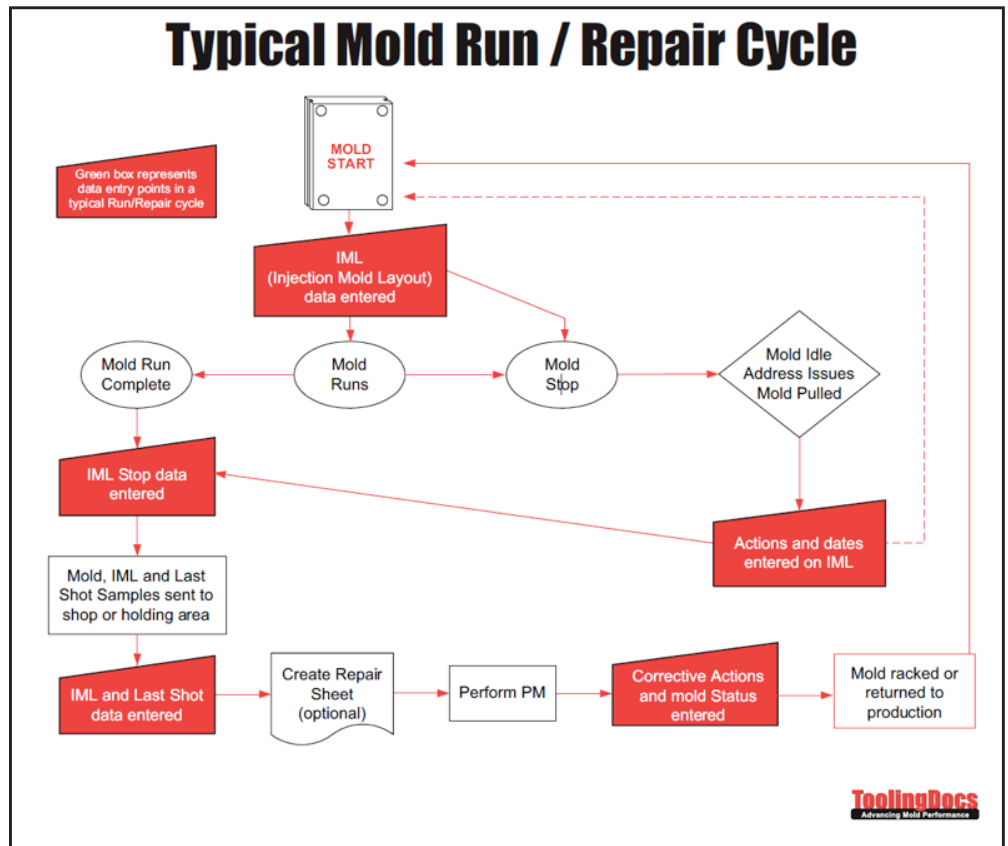 Typical Mold Run / Repair Cycle
MOLD
START
Green box represents
data entry points in a
typical Run/Repair cycle
IML
(Injection Mold Layout)
data entered
Mold Run
Complete
Mold
Runs
Mold
Stop
Mold Idle
Address Issues
Mold Pulled
IML Stop data
entered
Actions and dates
entered on IML
Mold, IML and Last
Shot Samples sent to
shop or holding area
IML and Last Shot
data entered
Create Repair
Sheet
(optional)
Perform PM
Corrective Actions
and mold Status
entered
Mold racked or
returned to
production
ToolingDocs
Advancing Mold Performance